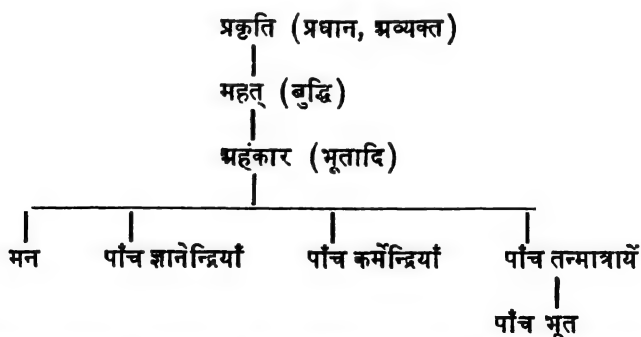 प्रकृति (प्रधान, अव्यक्त)
महत् (बुद्धि)
अहंकार (भूतादि)
मन पाँच ज्ञानेन्द्रियाँ पाँच कर्मेन्द्रियाँ पाँच तन्मात्रायें
पाँच भूत